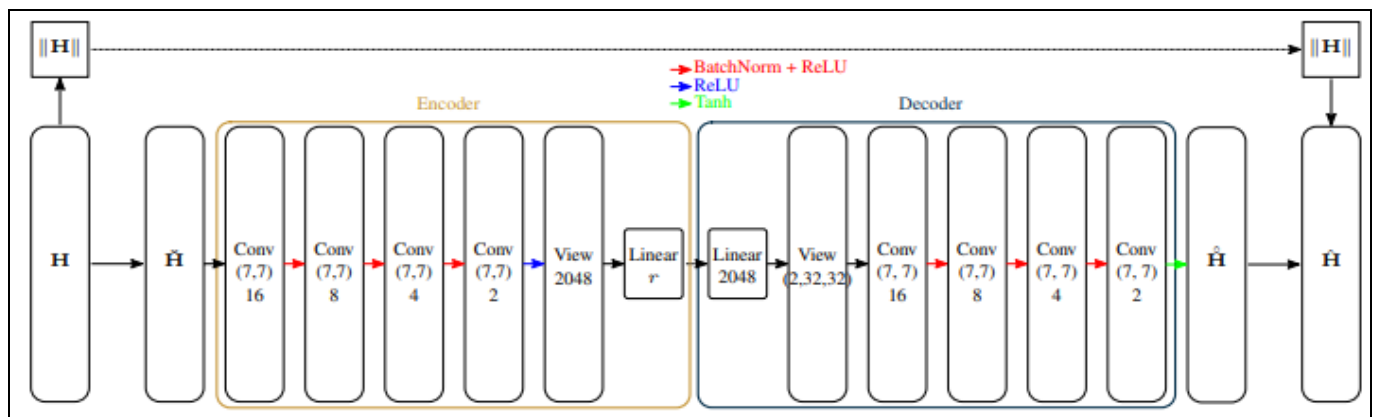 ‖H‖
‖H‖
BatchNorm + ReLU
ReLU
Tanh
Encoder
Decoder
H
Ȟ
Conv
(7,7)
16
Conv
(7,7)
8
Conv
(7,7)
4
Conv
(7,7)
2
View
2048
Linear
r
Linear
2048
View
(2,32,32)
Conv
(7, 7)
16
Conv
(7,7)
8
Conv
(7, 7)
4
Conv
(7, 7)
2
Ĥ